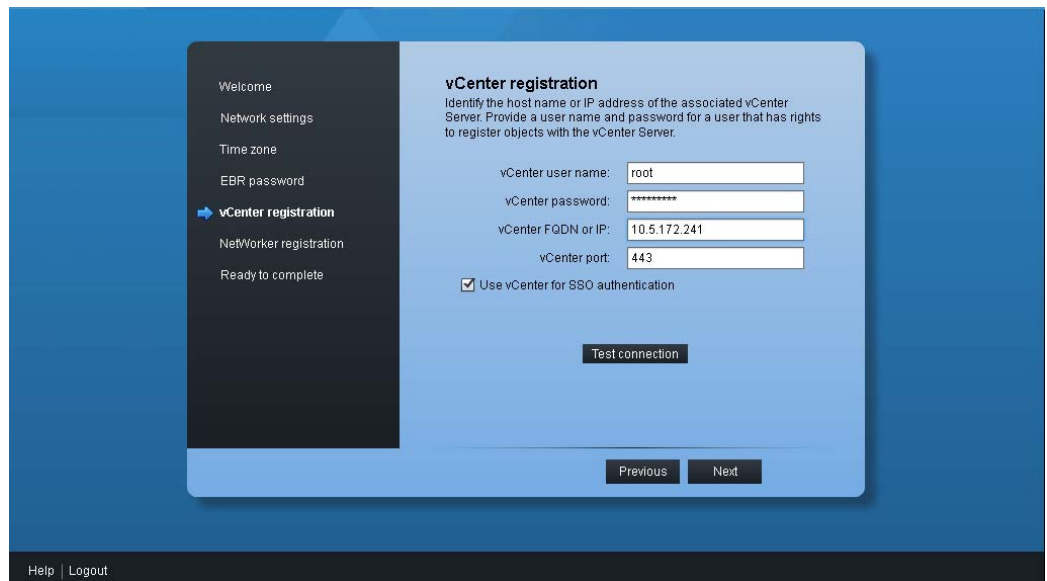 Welcome
Network settings
Time zone
EBR password
vCenter registration
NetWorker registration
Ready to complete
vCenter registration
Identify the host name or IP address of the associated vCenter
Server. Provide a user name and password for a user that has rights
to register objects with the vCenter Server.
vCenter user name: root
vCenter password: *********
vCenter FQDN or IP: 10.5.172.241
vCenter port: 443
Use vCenter for SSO authentication
Test connection
Previous Next
Help | Logout